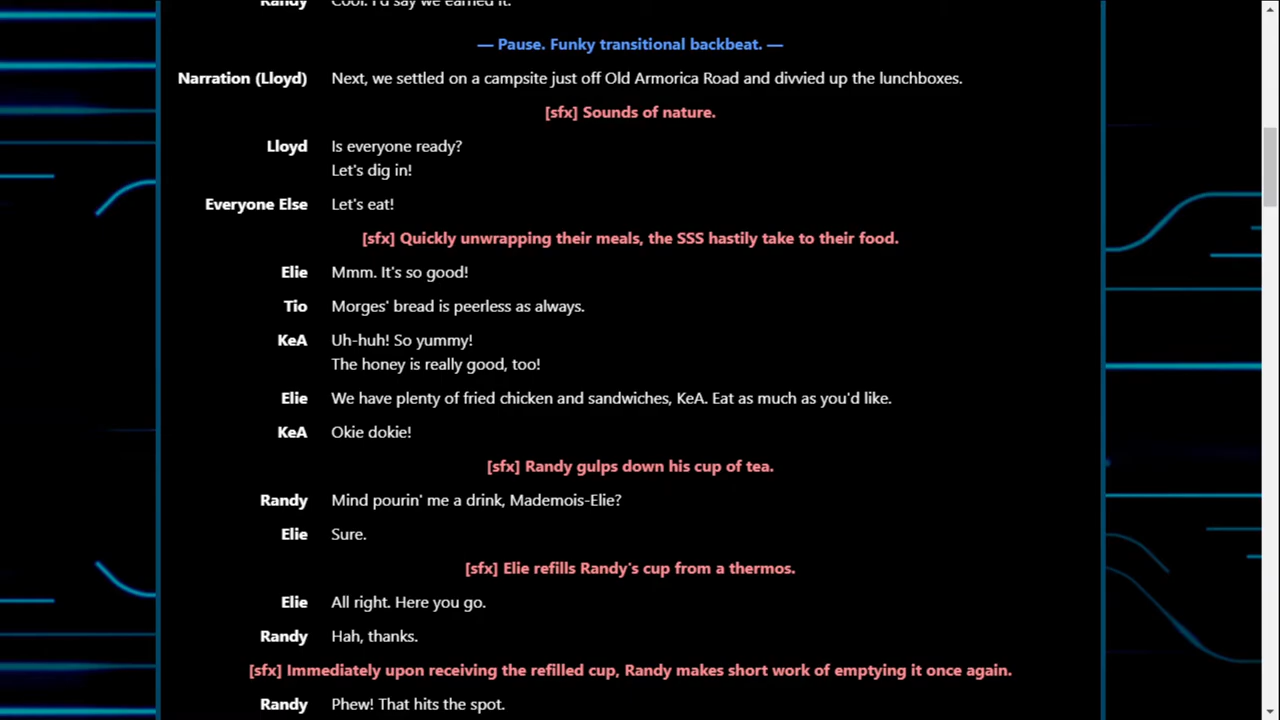 Randy Cool. I'd say we earned it.
— Pause. Funky transitional backbeat. —
Narration (Lloyd) Next, we settled on a campsite just off Old Armorica Road and divvied up the lunchboxes.
[sfx] Sounds of nature.
Lloyd Is everyone ready?
Let's dig in!
Everyone Else Let's eat!
[sfx] Quickly unwrapping their meals, the SSS hastily take to their food.
Elie Mmm. It's so good!
Tio Morges' bread is peerless as always.
KeA Uh-huh! So yummy!
The honey is really good, too!
Elie We have plenty of fried chicken and sandwiches, KeA. Eat as much as you'd like.
KeA Okie dokie!
[sfx] Randy gulps down his cup of tea.
Randy Mind pourin' me a drink, Mademois-Elie?
Elie Sure.
[sfx] Elie refills Randy's cup from a thermos.
Elie All right. Here you go.
Randy Hah, thanks.
[sfx] Immediately upon receiving the refilled cup, Randy makes short work of emptying it once again.
Randy Phew! That hits the spot.